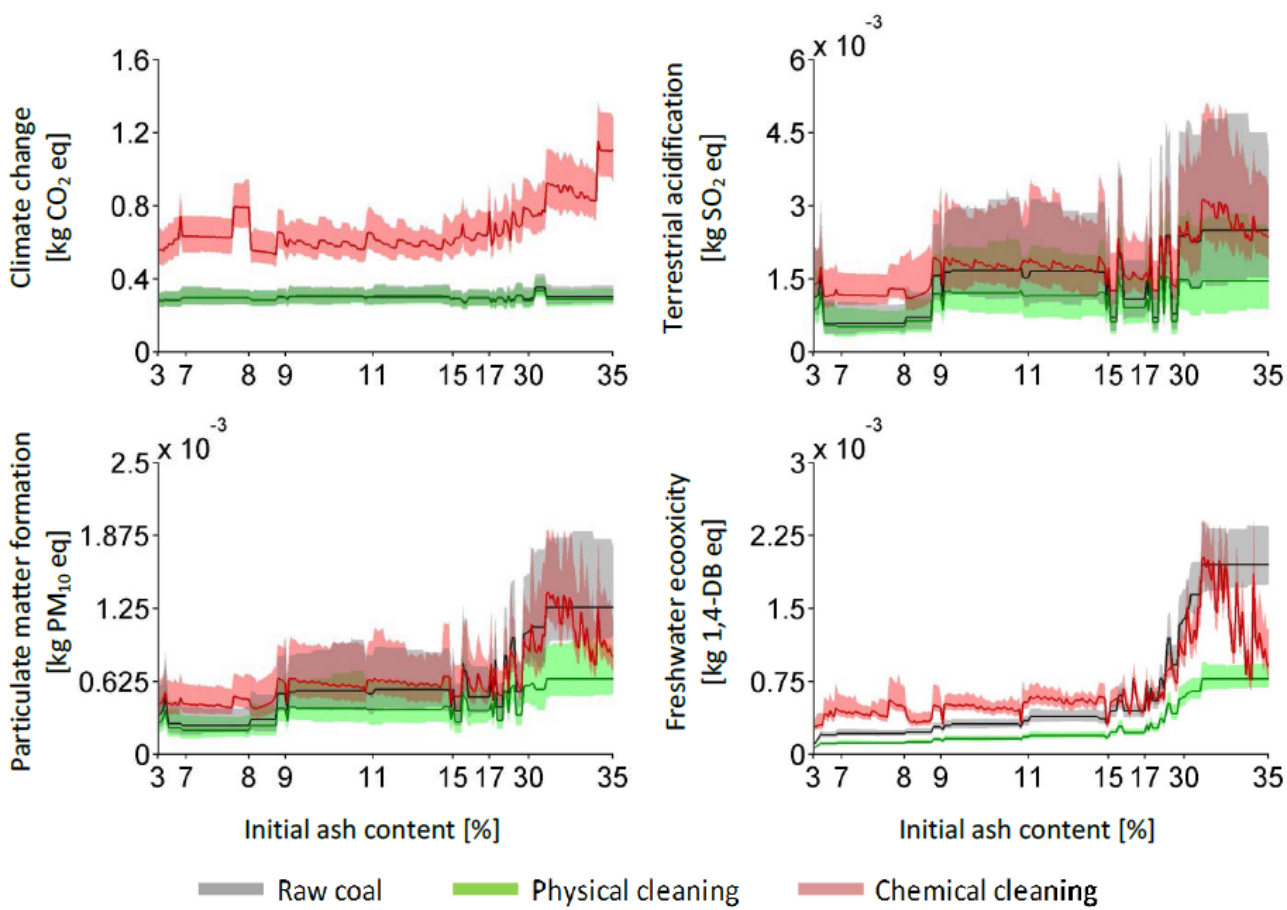 Climate change
[kg CO₂ eq]
1.6
1.2
0.8
0.4
0
3 7 8 9 11 15 17 30 35
Terrestrial acidification
[kg SO₂ eq]
x 10⁻³
6
4.5
3
1.5
0
3 7 8 9 11 15 17 30 35
Particulate matter formation
[kg PM₁₀ eq]
x 10⁻³
2.5
1.875
1.25
0.625
0
3 7 8 9 11 15 17 30 35
Initial ash content [%]
Freshwater ecooxicity
[kg 1,4-DB eq]
x 10⁻³
3
2.25
1.5
0.75
0
3 7 8 9 11 15 17 30 35
Initial ash content [%]
Raw coal
Physical cleaning
Chemical cleaning